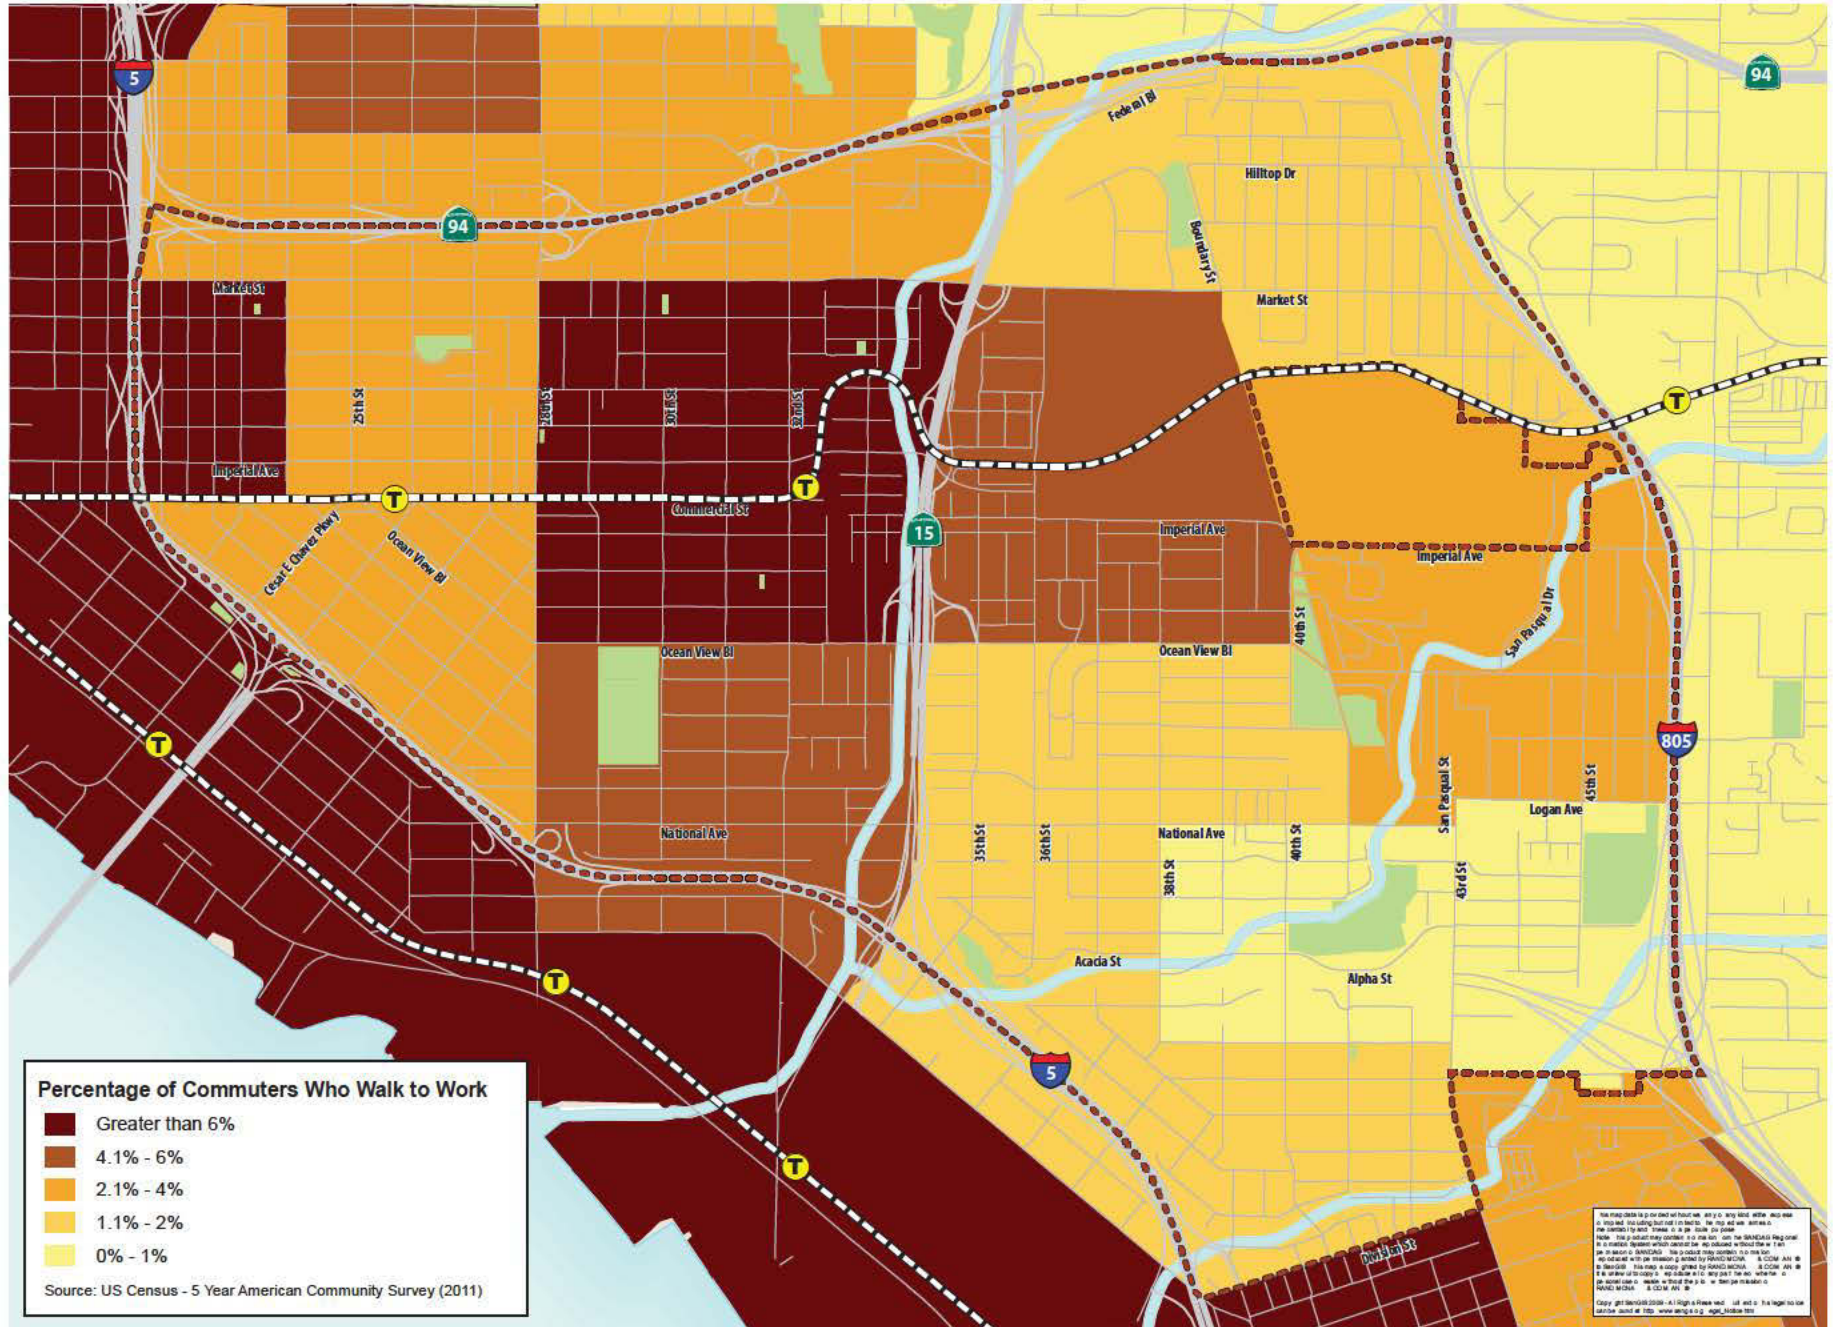 5
94
94
Federal Bl
Hilltop Dr
Boundary St
Market St
Market St
25th St
28th St
30th St
32nd St
T
Imperial Ave
T
T
Commercial St
15
Imperial Ave
Imperial Ave
Cesar E Chavez Pkwy
Ocean View Bl
San Pasqual Dr
40th St
Ocean View Bl
Ocean View Bl
T
805
San Pasqual St
45th St
Logan Ave
National Ave
35th St
36th St
National Ave
40th St
38th St
43rd St
Acacia St
Alpha St
T
5
T
Division St
Percentage of Commuters Who Walk to Work
Greater than 6%
4.1% - 6%
2.1% - 4%
1.1% - 2%
0% - 1%
Source: US Census - 5 Year American Community Survey (2011)